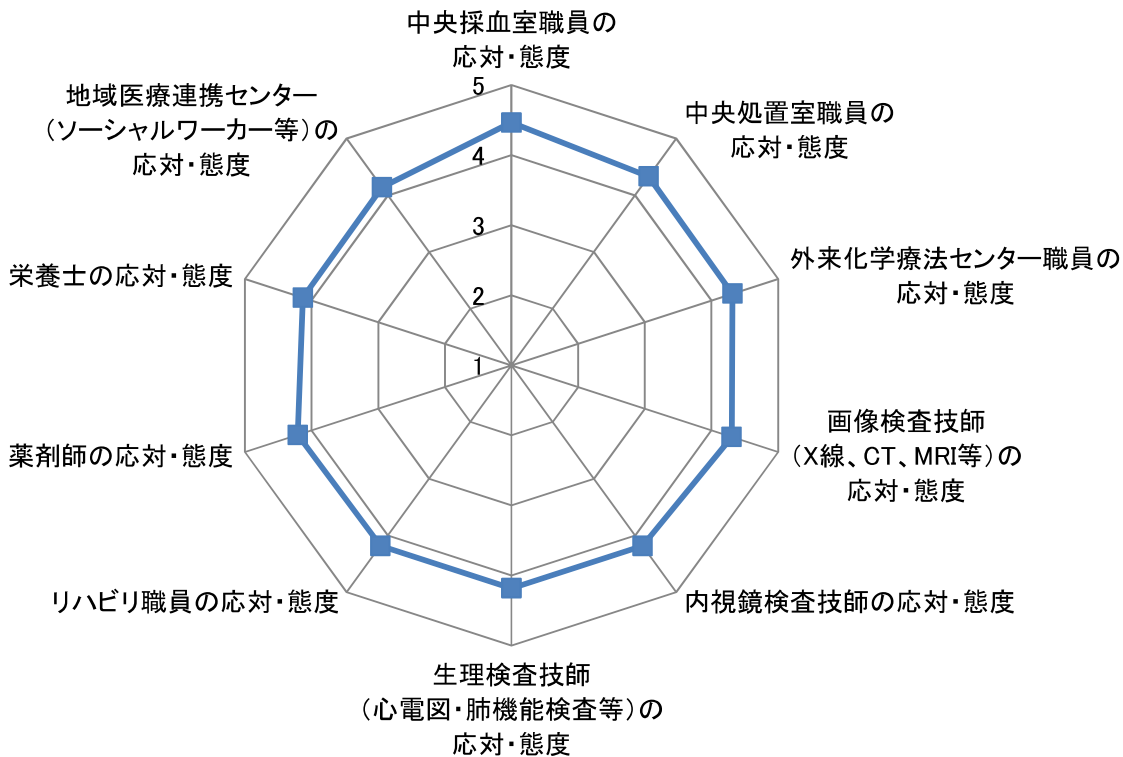 中央採血室職員の
応対・態度
中央処置室職員の
応対・態度
外来化学療法センター職員の
応対・態度
画像検査技師
（X線、CT、MRI等）の
応対・態度
内視鏡検査技師の応対・態度
生理検査技師
（心電図・肺機能検査等）の
応対・態度
リハビリ職員の応対・態度
薬剤師の応対・態度
栄養士の応対・態度
地域医療連携センター
（ソーシャルワーカー等）の
応対・態度
5
4
3
2
1